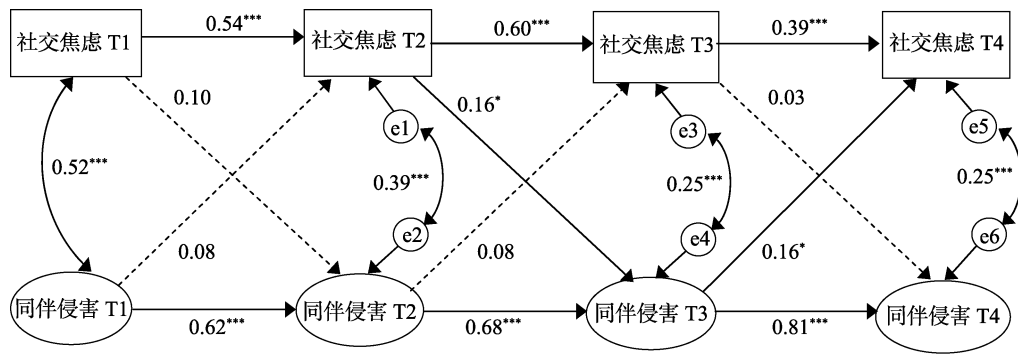 社交焦虑 T1
0.54***
社交焦虑 T2
0.60***
社交焦虑 T3
0.39***
社交焦虑 T4
0.10
0.16*
0.03
e1
e3
e5
0.52***
0.39***
0.25***
0.25***
e2
e4
e6
0.08
0.08
0.16*
同伴侵害 T1
0.62***
同伴侵害 T2
0.68***
同伴侵害 T3
0.81***
同伴侵害 T4